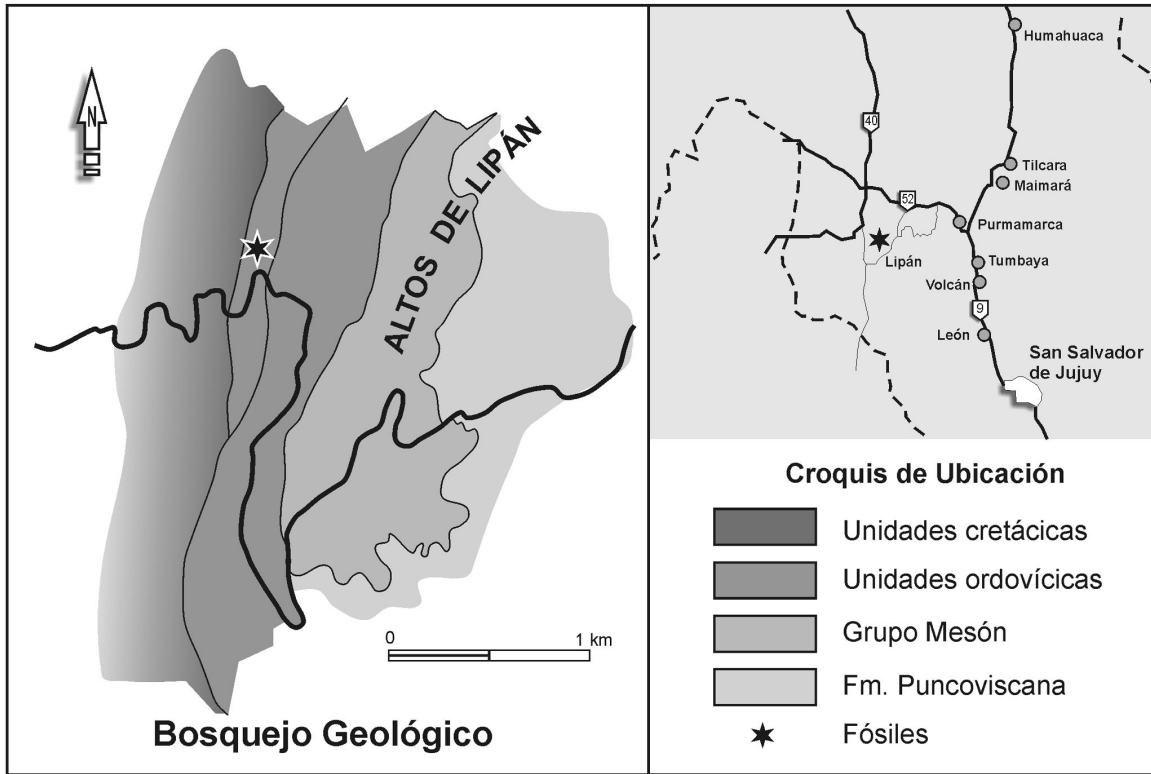 N
ALTOS DE LIPÁN
0
1 km
Bosquejo Geológico
Humahuaca
40
Tilcara
Maimará
52
Purmamarca
Lipán
Tumbaya
Volcán
9
León
San Salvador
de Jujuy
Croquis de Ubicación
Unidades cretácicas
Unidades ordovícicas
Grupo Mesón
Fm. Puncoviscana
Fósiles